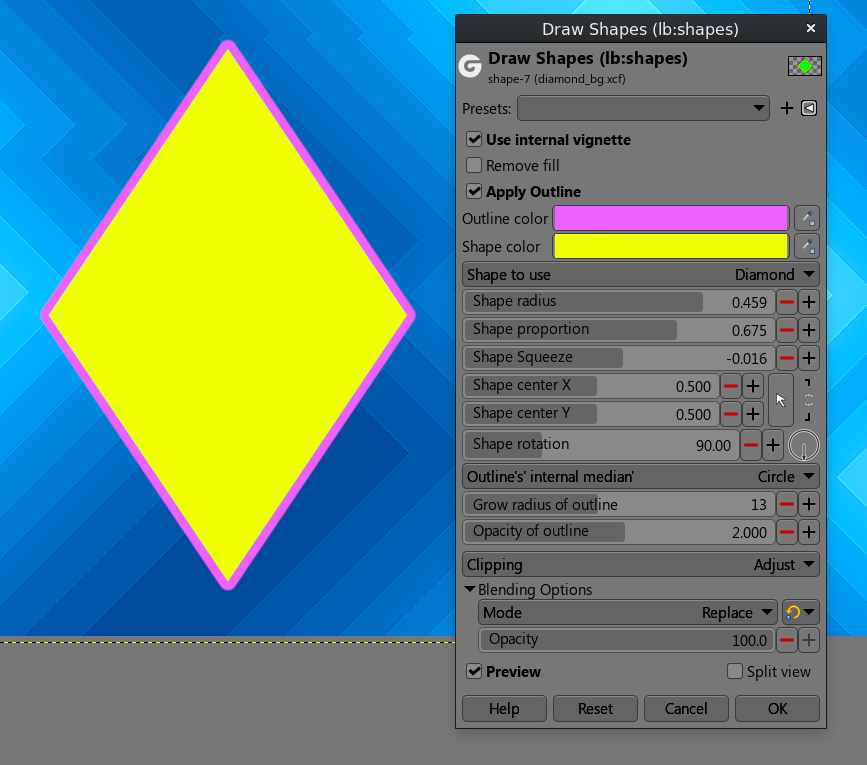 Draw Shapes (lb:shapes)
Draw Shapes (lb:shapes)
shape-7 (diamond_bg.xcf)
Presets:
Use internal vignette
Remove fill
Apply Outline
Outline color
Shape color
Shape to use Diamond
Shape radius 0.459
Shape proportion 0.675
Shape Squeeze -0.016
Shape center X 0.500
Shape center Y 0.500
Shape rotation 90.00
Outline's' internal median' Circle
Grow radius of outline 13
Opacity of outline 2.000
Clipping Adjust
Blending Options
Mode Replace
Opacity 100.0
Preview Split view
Help Reset Cancel OK